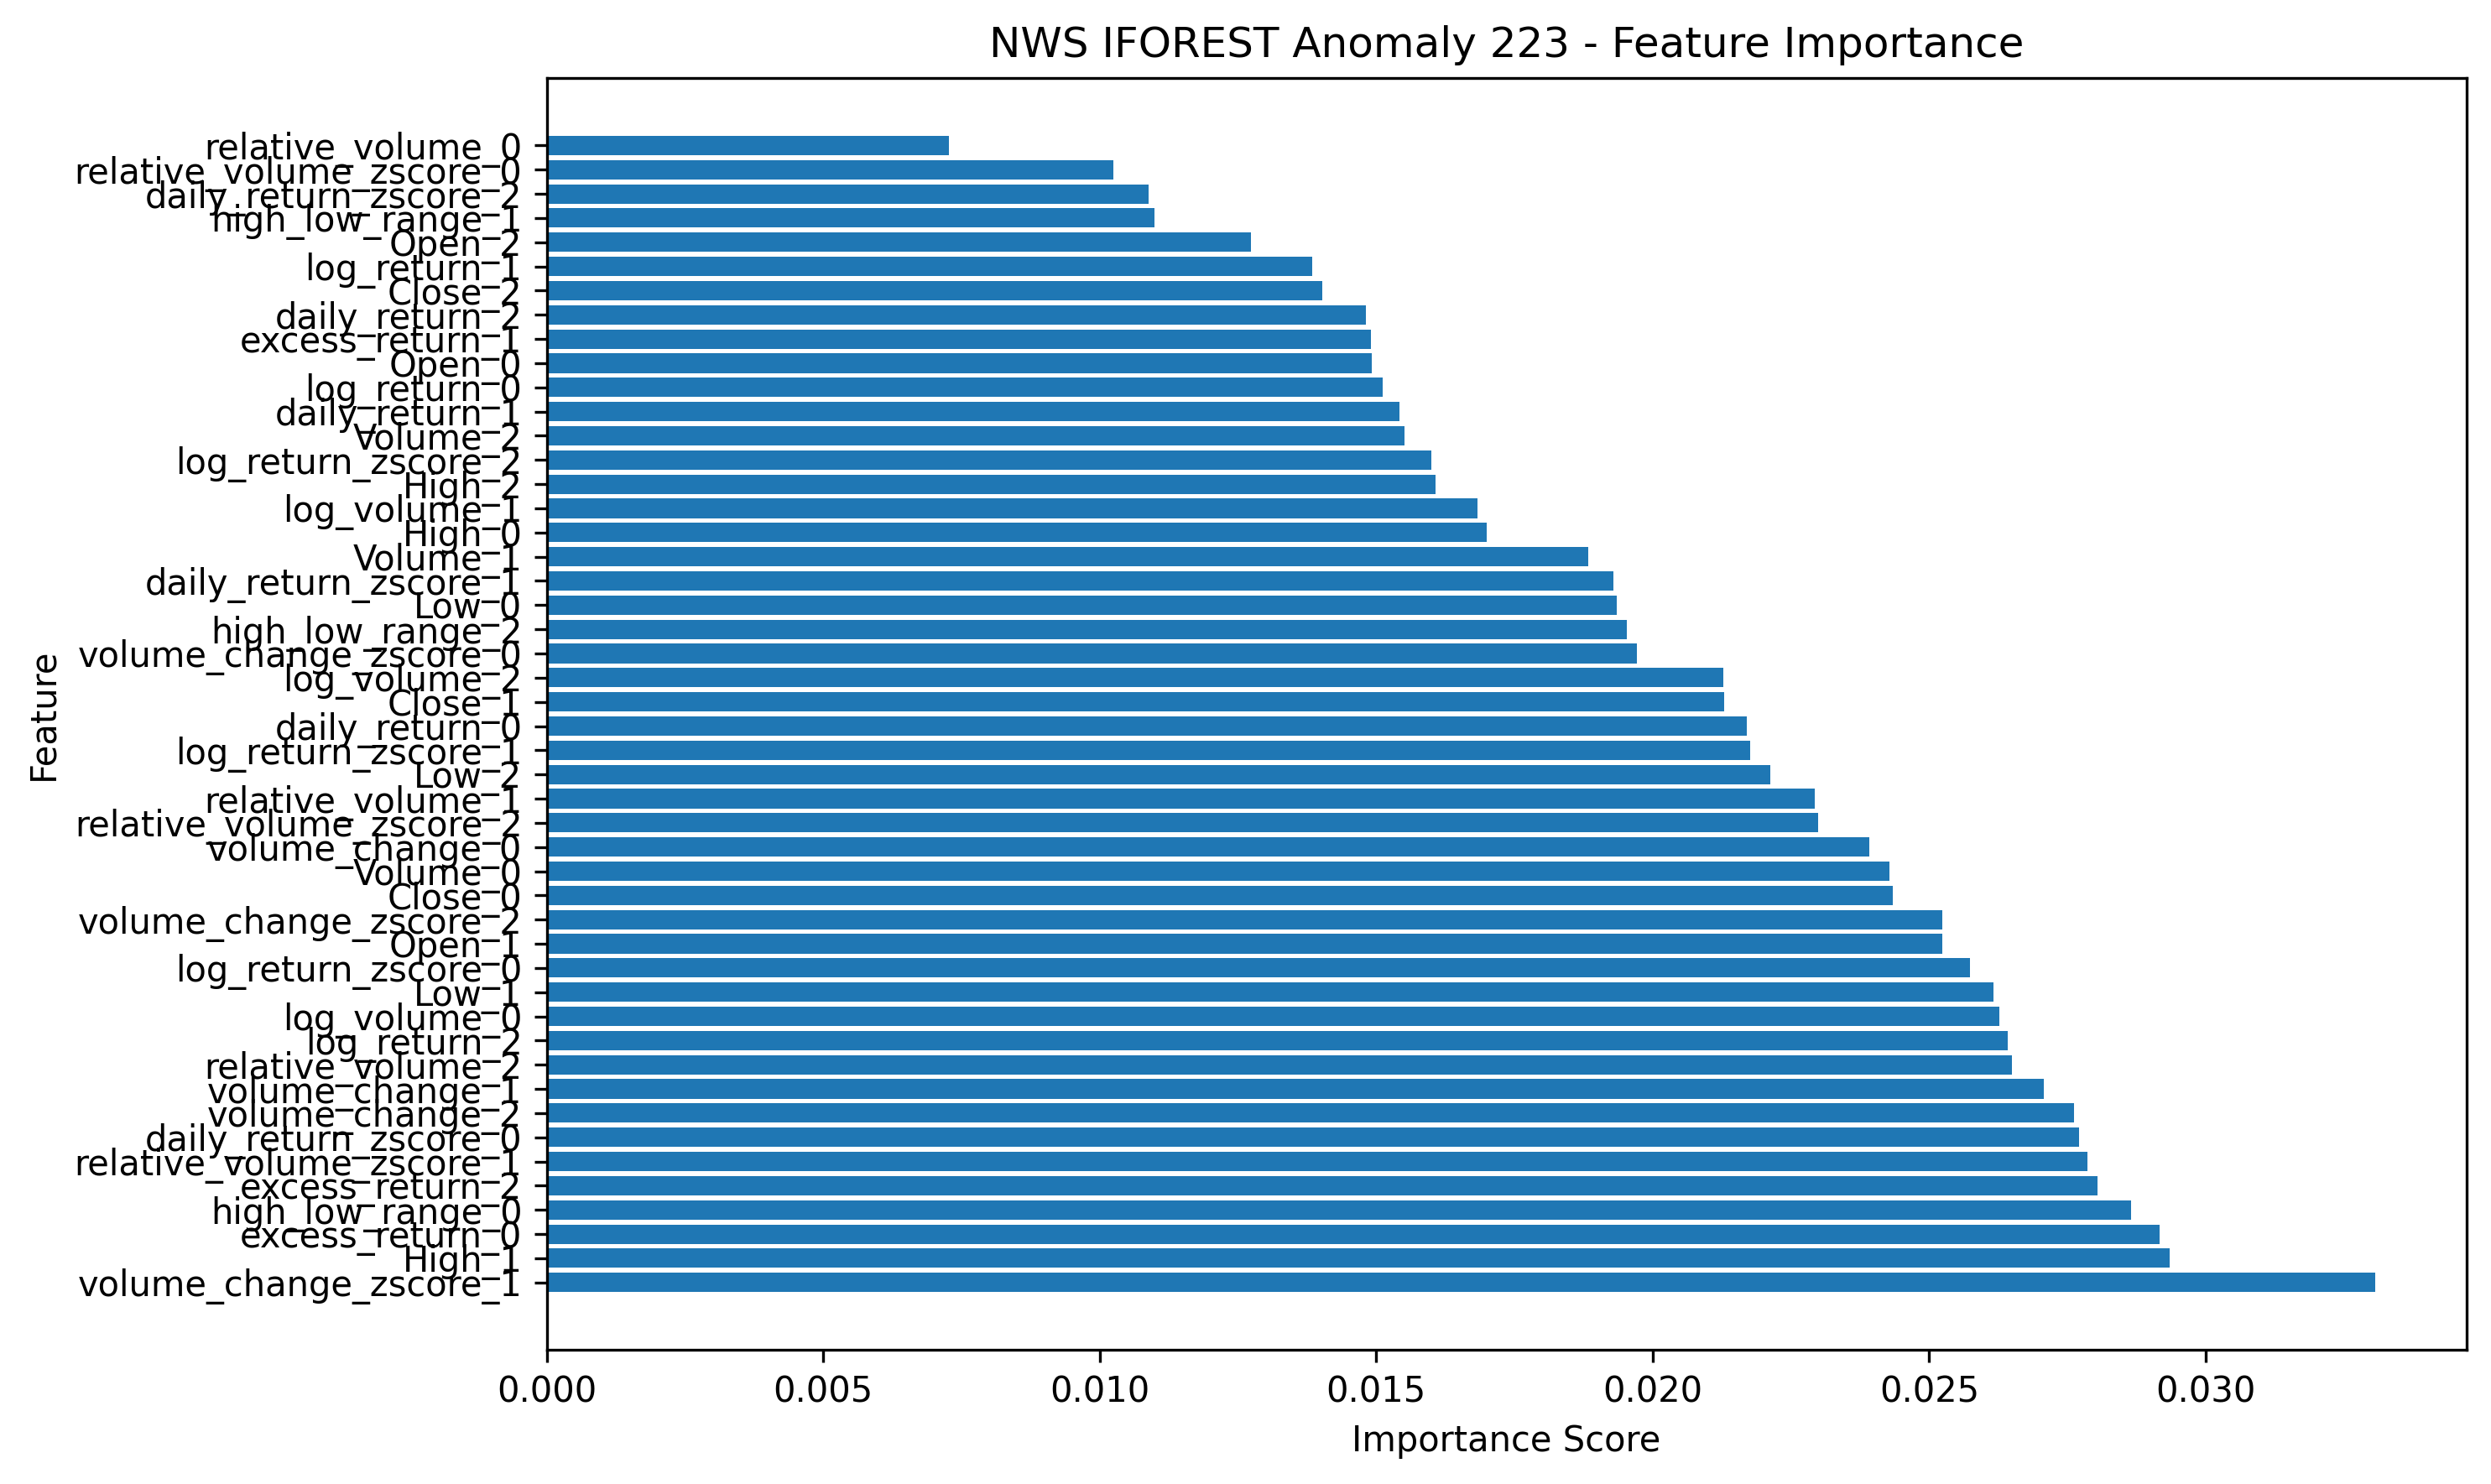 NWS IFOREST Anomaly 223 - Feature Importance
relative_volume_0
relative_volume_zscore_0
daily_return_zscore_2
high_low_range_1
Open_2
log_return_1
Close_2
daily_return_2
excess_return_1
Open_0
log_return_0
daily_return_1
Volume_2
log_return_zscore_2
High_2
log_volume_1
High_0
Volume_1
daily_return_zscore_1
Low_0
high_low_range_2
volume_change_zscore_0
log_volume_2
Close_1
daily_return_0
log_return_zscore_1
Low_2
relative_volume_1
relative_volume_zscore_2
volume_change_0
Volume_0
Close_0
volume_change_zscore_2
Open_1
log_return_zscore_0
Low_1
log_volume_0
log_return_2
relative_volume_2
volume_change_1
volume_change_2
daily_return_zscore_0
relative_volume_zscore_1
excess_return_2
high_low_range_0
excess_return_0
High_1
volume_change_zscore_1
Feature
0.000 0.005 0.010 0.015 0.020 0.025 0.030
Importance Score